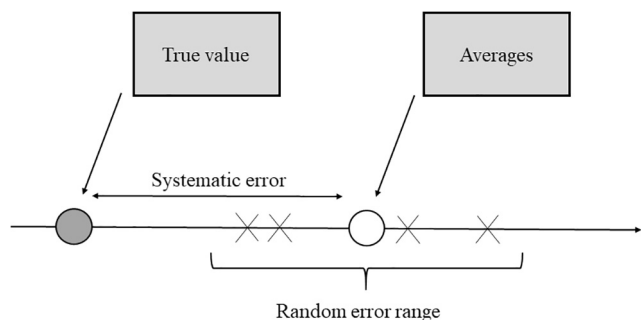 True value
Averages
Systematic error
Random error range